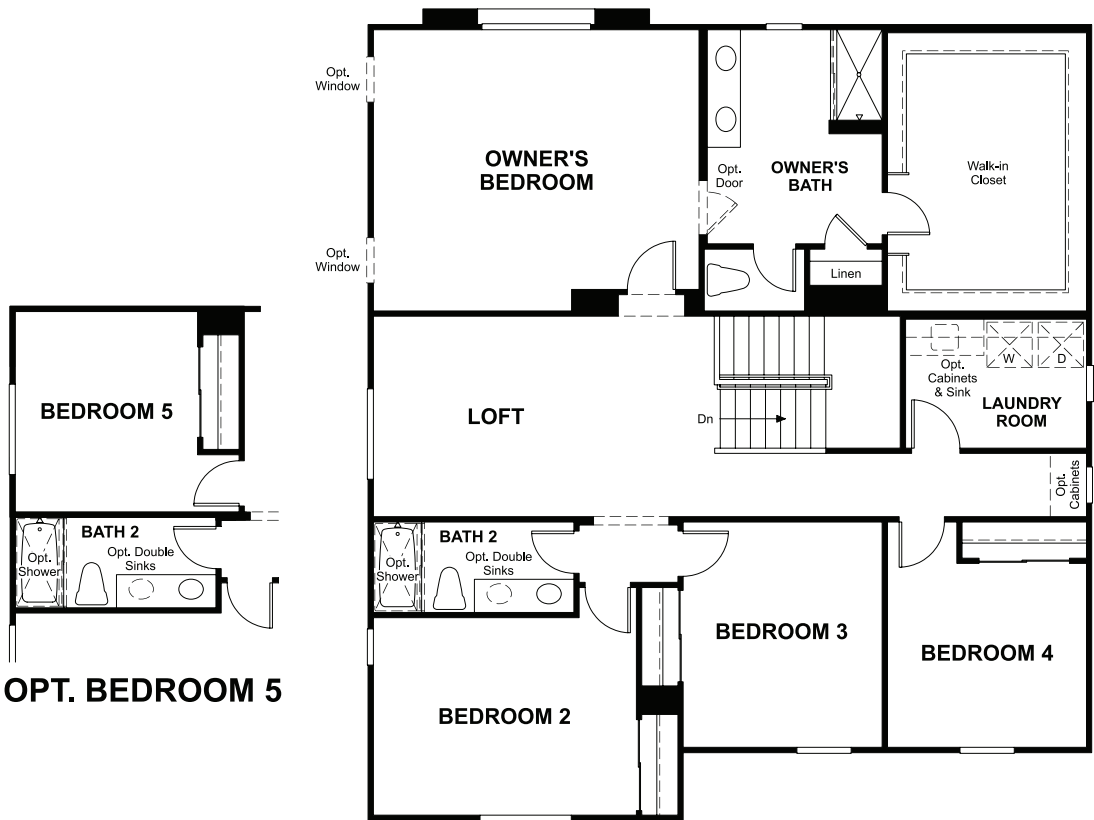 Opt.
Window
OWNER'S
BEDROOM
Opt.
Door
OWNER'S
BATH
Walk-in
Closet
Opt.
Window
Linen
Opt.
Cabinets
& Sink
W
D
LAUNDRY
ROOM
LOFT
Dn
Opt.
Cabinets
BATH 2
Opt. Double
Sinks
Opt.
Shower
BEDROOM 3
BEDROOM 4
BEDROOM 2
BEDROOM 5
BATH 2
Opt. Double
Sinks
Opt.
Shower
OPT. BEDROOM 5